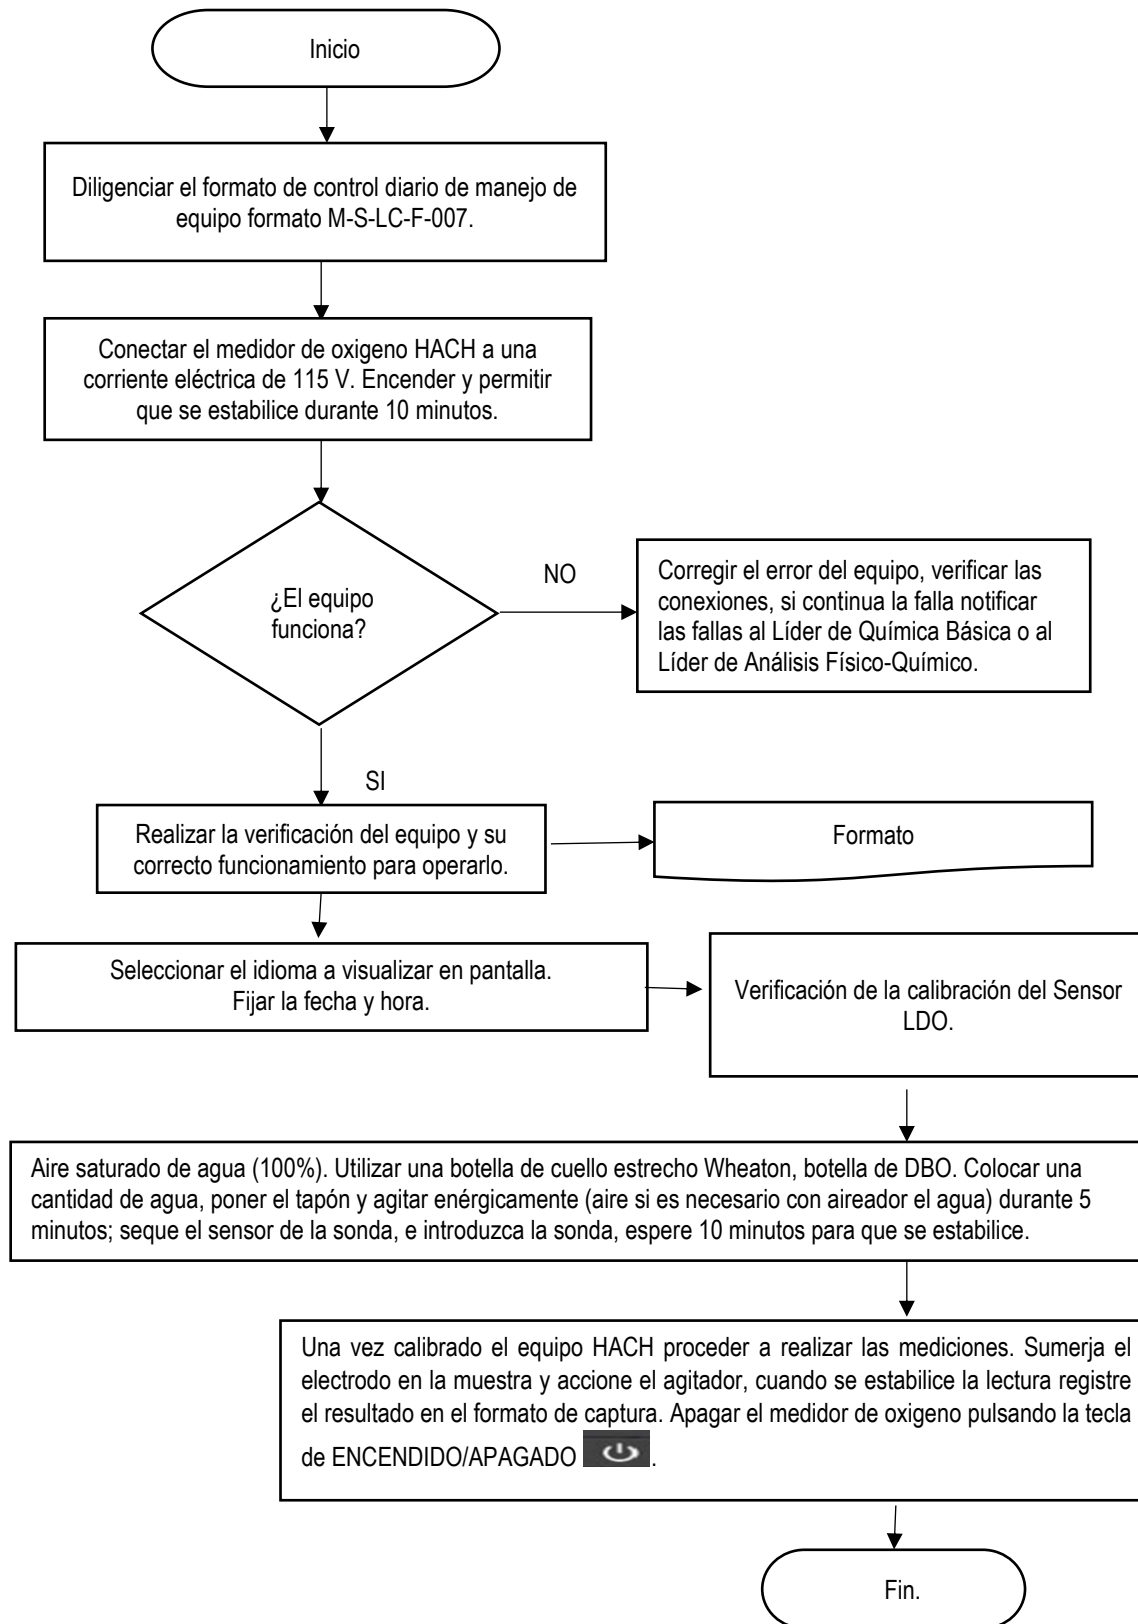 Inicio
Diligenciar el formato de control diario de manejo de
equipo formato M-S-LC-F-007.
Conectar el medidor de oxigeno HACH a una
corriente eléctrica de 115 V. Encender y permitir
que se estabilice durante 10 minutos.
¿El equipo
funciona?
NO
Corregir el error del equipo, verificar las
conexiones, si continua la falla notificar
las fallas al Líder de Química Básica o al
Líder de Análisis Físico-Químico.
SI
Realizar la verificación del equipo y su
correcto funcionamiento para operarlo.
Formato
Seleccionar el idioma a visualizar en pantalla.
Fijar la fecha y hora.
Verificación de la calibración del Sensor
LDO.
Aire saturado de agua (100%). Utilizar una botella de cuello estrecho Wheaton, botella de DBO. Colocar una
cantidad de agua, poner el tapón y agitar enérgicamente (aire si es necesario con aireador el agua) durante 5
minutos; seque el sensor de la sonda, e introduzca la sonda, espere 10 minutos para que se estabilice.
Una vez calibrado el equipo HACH proceder a realizar las mediciones. Sumerja el
electrodo en la muestra y accione el agitador, cuando se estabilice la lectura registre
el resultado en el formato de captura. Apagar el medidor de oxigeno pulsando la tecla
de ENCENDIDO/APAGADO .
Fin.